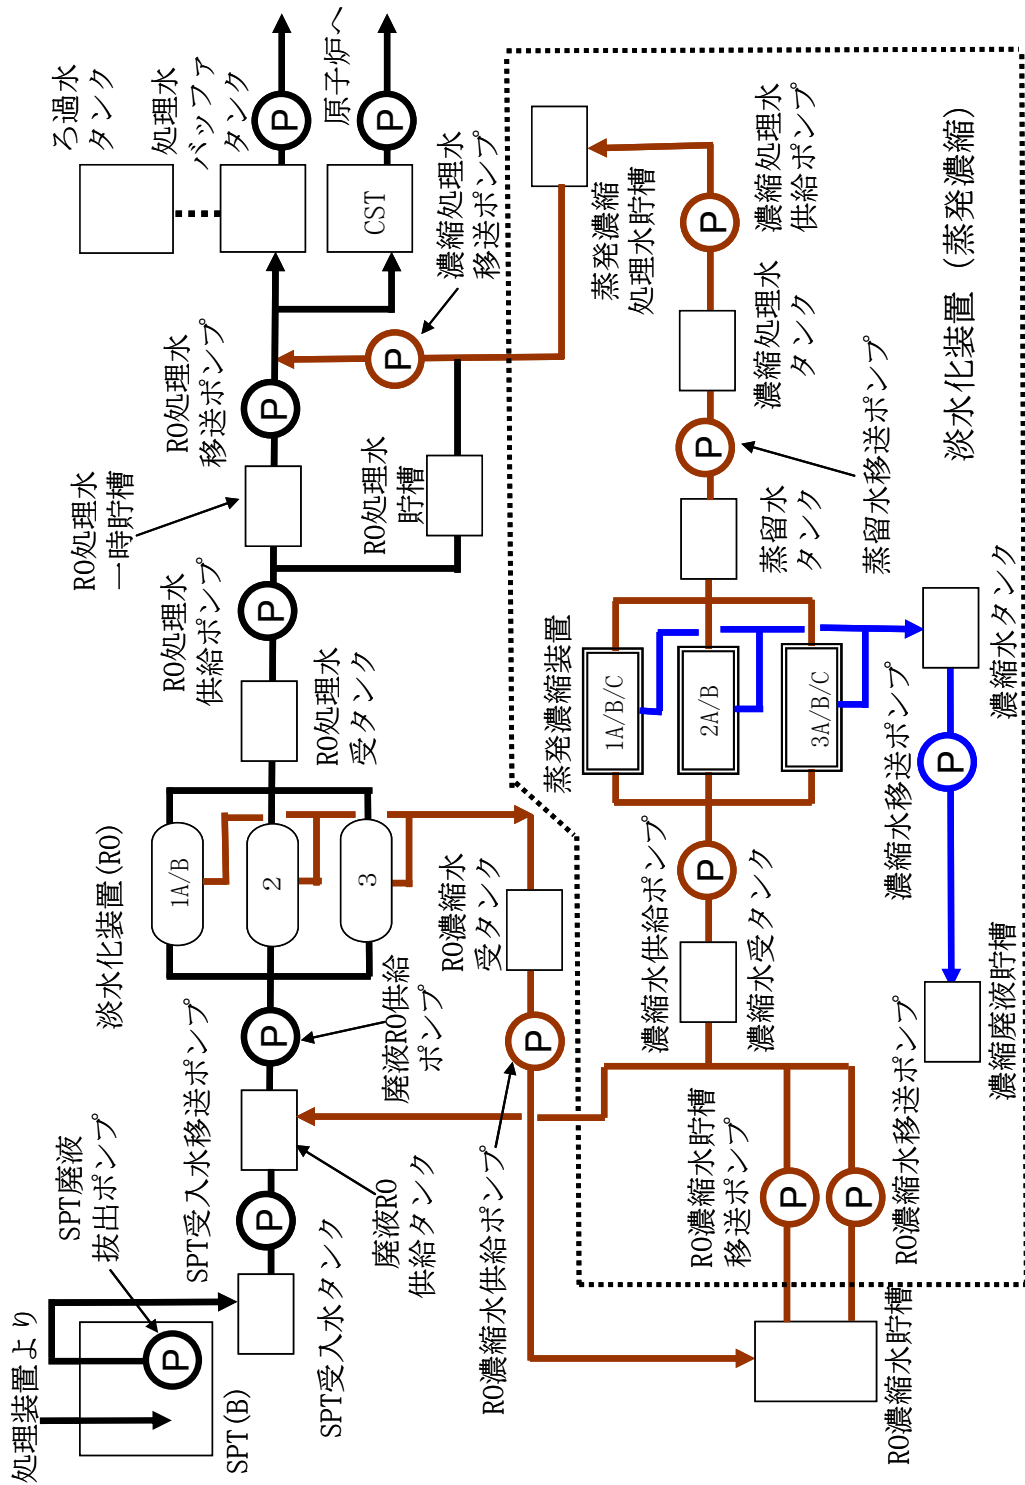 処理装置より
SPT(B)
P
SPT廃液
抜出ポンプ
SPT受入水タンク
P
SPT受入水移送ポンプ
廃液RO
供給タンク
P
廃液RO供給
ポンプ
淡水化装置(RO)
1A/B
2
3
RO処理水
受タンク
P
RO処理水
供給ポンプ
RO処理水
一時貯槽
RO処理水
貯槽
P
RO処理水
移送ポンプ
P
濃縮処理水
移送ポンプ
ろ過水
タンク
処理水
バッファ
タンク
P
CST
P
原子炉へ
RO濃縮水
受タンク
P
RO濃縮水供給ポンプ
RO濃縮水貯槽
P
RO濃縮水貯槽
移送ポンプ
P
RO濃縮水移送ポンプ
濃縮水受タンク
P
濃縮水供給ポンプ
蒸発濃縮装置
1A/B/C
2A/B
3A/B/C
蒸留水
タンク
P
蒸留水移送ポンプ
濃縮処理水
タンク
P
濃縮処理水
供給ポンプ
蒸発濃縮
処理水貯槽
濃縮水タンク
P
濃縮水移送ポンプ
濃縮廃液貯槽
淡水化装置(蒸発濃縮)